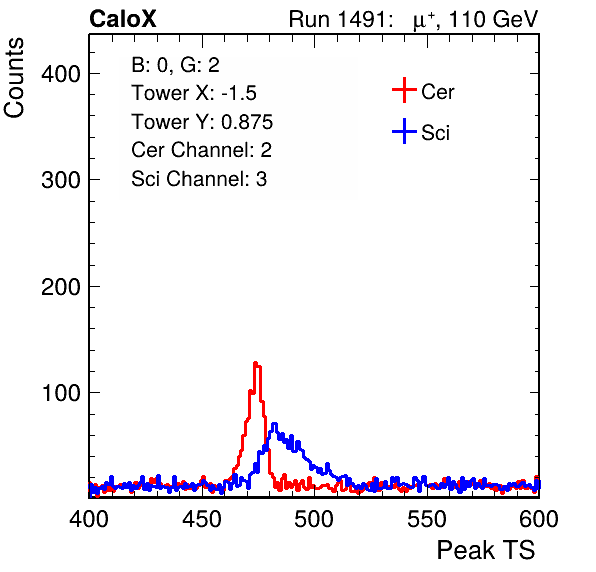 CaloX Run 1491: μ⁺, 110 GeV
Counts
B: 0, G: 2
Tower X: -1.5
Tower Y: 0.875
Cer Channel: 2
Sci Channel: 3
Cer
Sci
400
300
200
100
400 450 500 550 600
Peak TS